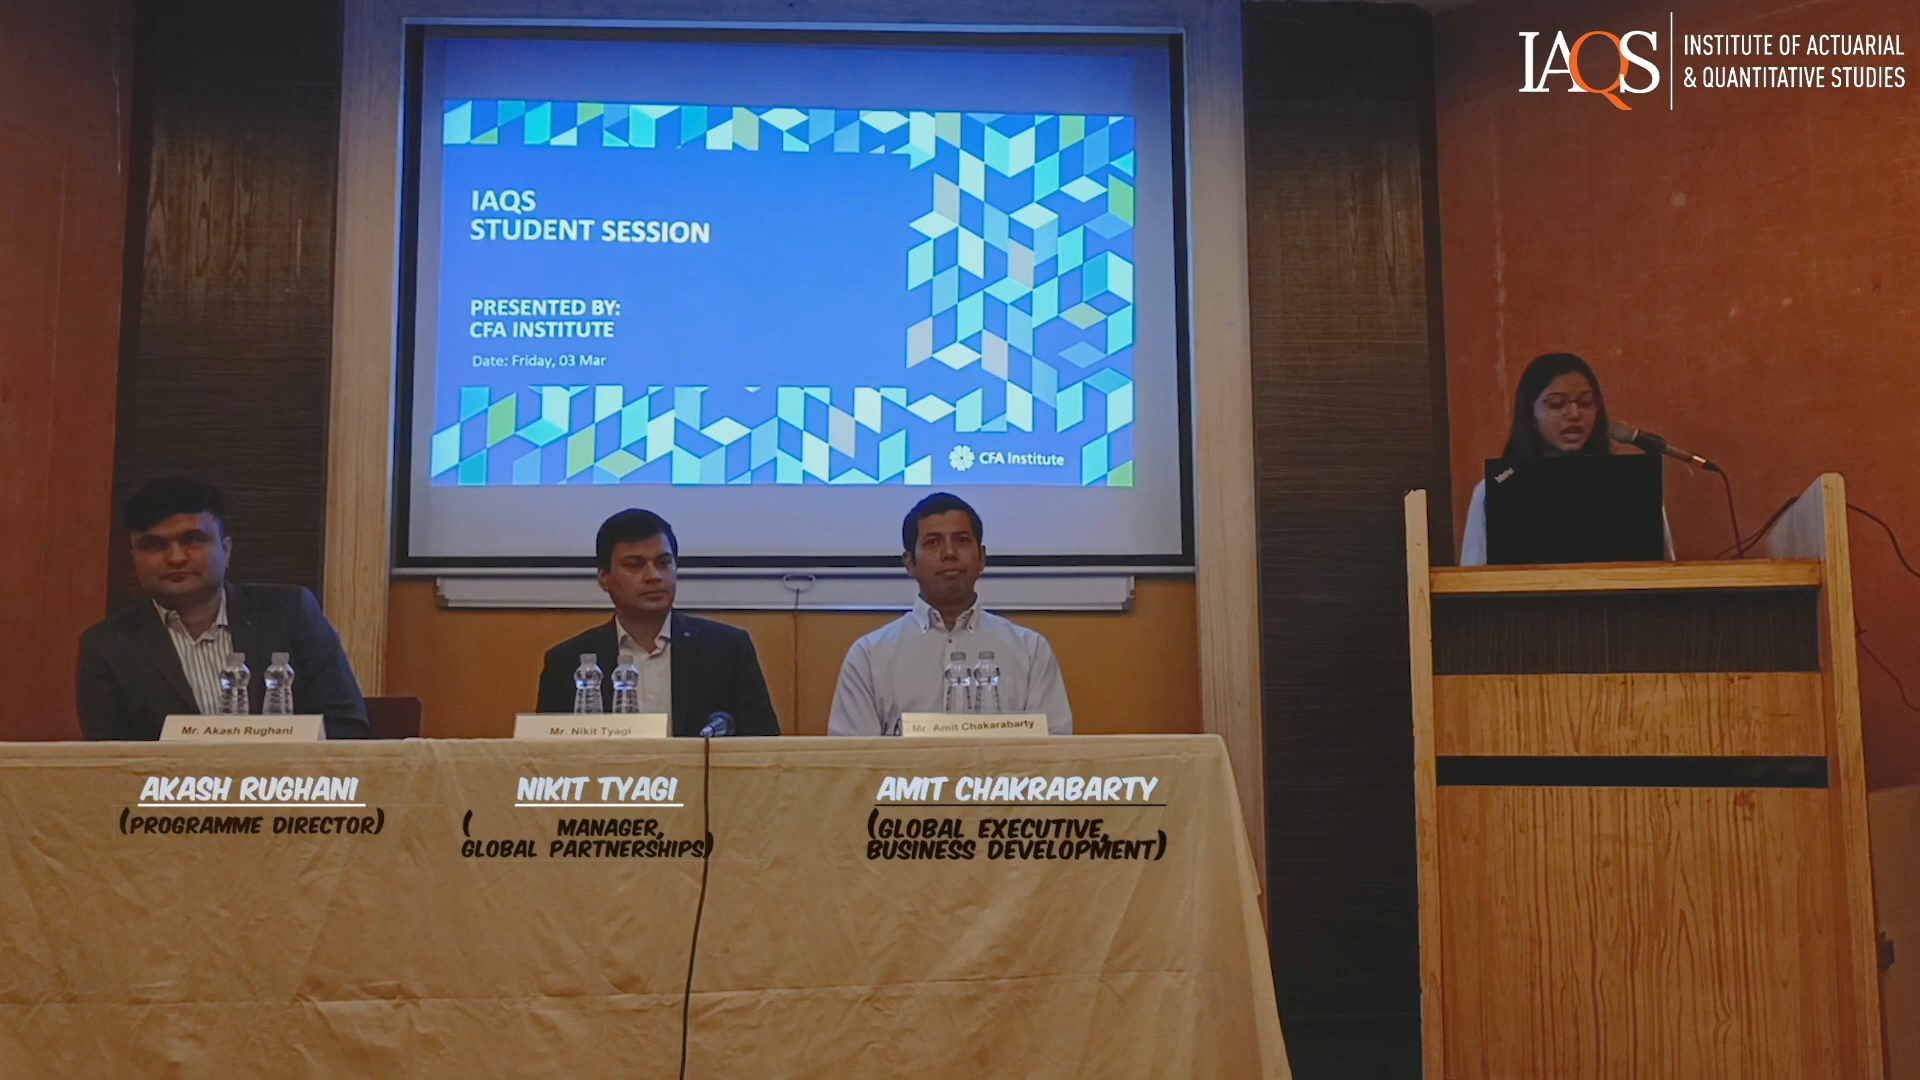 IAQS
INSTITUTE OF ACTUARIAL
& QUANTITATIVE STUDIES
IAQS
STUDENT SESSION
PRESENTED BY:
CFA INSTITUTE
Date: Friday, 03 Mar
CFA Institute
Mr. Akash Rughani
Mr. Nikit Tyagi
Mr. Amit Chakarabarty
AKASH RUGHANI
(PROGRAMME DIRECTOR)
NIKIT TYAGI
( MANAGER,
GLOBAL PARTNERSHIPS)
AMIT CHAKRABARTY
(GLOBAL EXECUTIVE,
BUSINESS DEVELOPMENT)